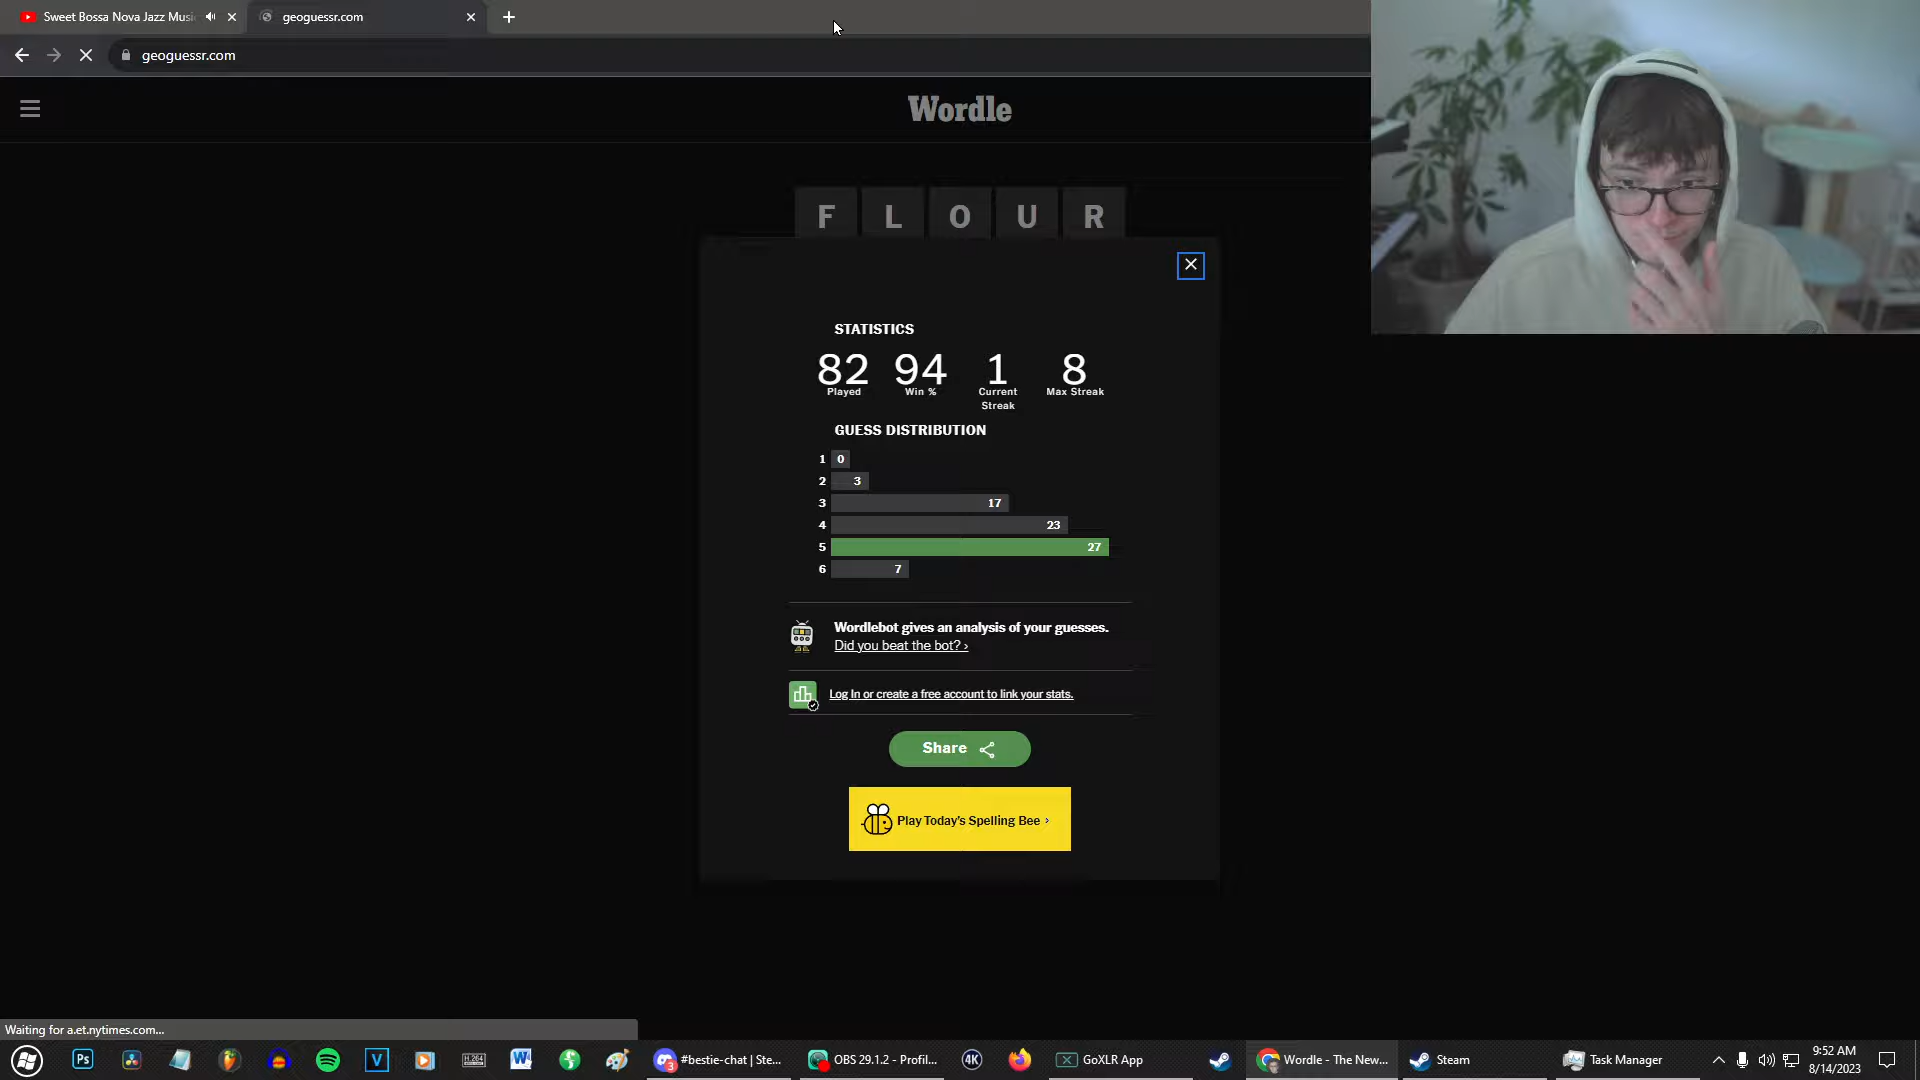 Sweet Bossa Nova Jazz Musi
geoguessr.com
geoguessr.com
Wordle
F L O U R
STATISTICS
82 94 1 8
Played Win % Current Streak Max Streak
GUESS DISTRIBUTION
1 0
2 3
3 17
4 23
5 27
6 7
Wordlebot gives an analysis of your guesses.
Did you beat the bot? ›
Log In or create a free account to link your stats.
Share
Play Today's Spelling Bee ›
Waiting for a.et.nytimes.com...
Ps V H.264 W #bestie-chat | Ste... 3 OBS 29.1.2 - Profil... 4K GoXLR App Wordle - The New... Steam Task Manager 9:52 AM
8/14/2023